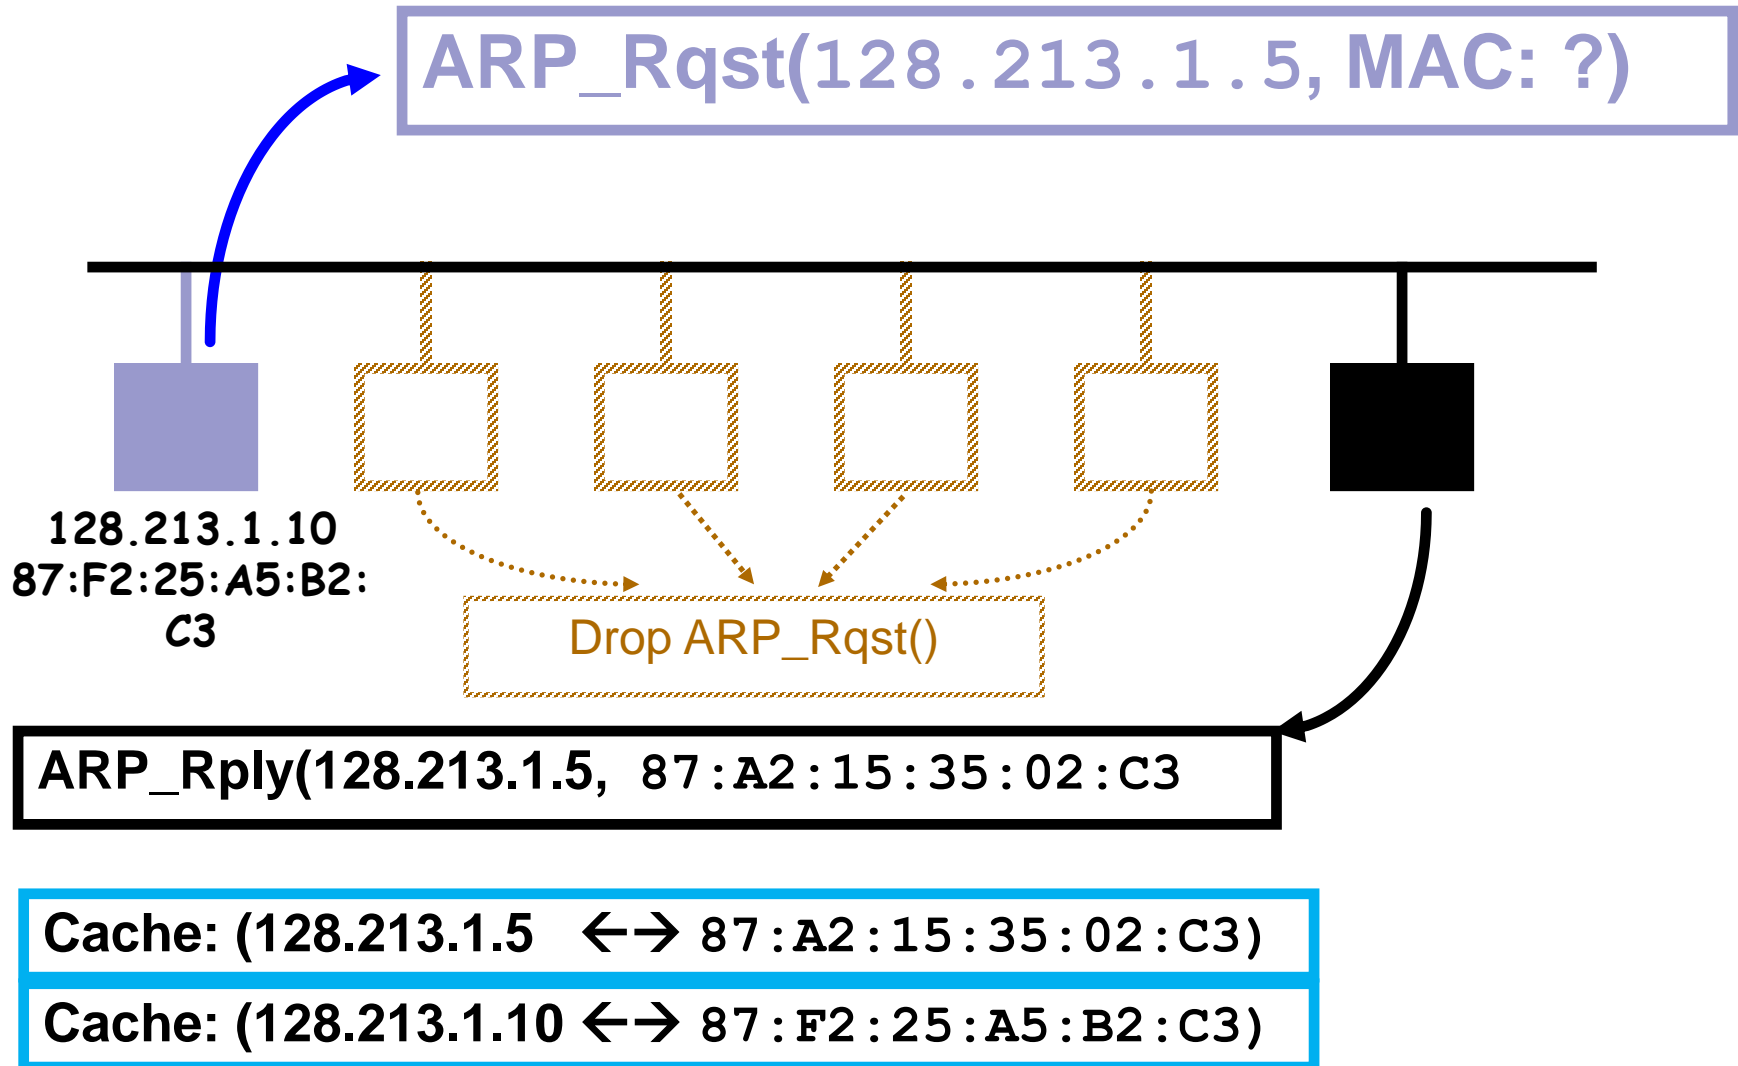 ARP_Rqst(128.213.1.5, MAC: ?)
128.213.1.10
87:F2:25:A5:B2:
C3
Drop ARP_Rqst()
ARP_Rply(128.213.1.5, 87:A2:15:35:02:C3
Cache: (128.213.1.5 ←→ 87:A2:15:35:02:C3)
Cache: (128.213.1.10 ←→ 87:F2:25:A5:B2:C3)